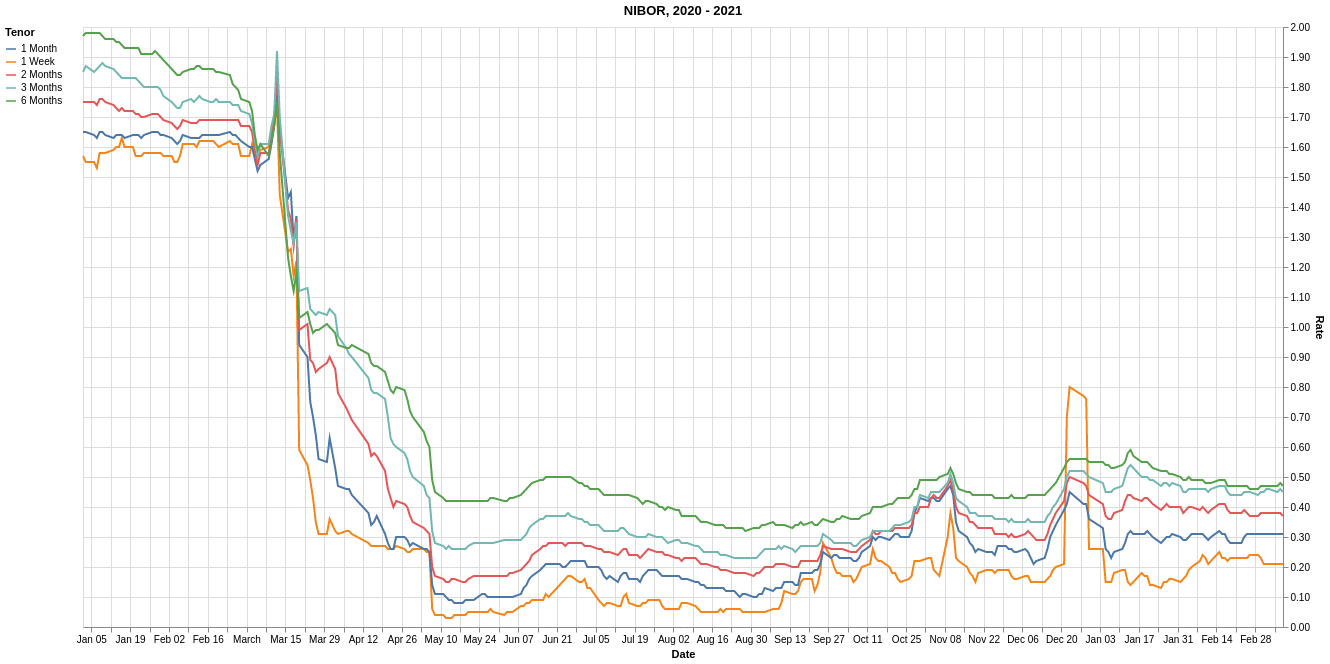 NIBOR, 2020 - 2021
Tenor
1 Month
1 Week
2 Months
3 Months
6 Months
2.00
1.90
1.80
1.70
1.60
1.50
1.40
1.30
1.20
1.10
1.00
0.90
0.80
0.70
0.60
0.50
0.40
0.30
0.20
0.10
0.00
Rate
Jan 05 Jan 19 Feb 02 Feb 16 March Mar 15 Mar 29 Apr 12 Apr 26 May 10 May 24 Jun 07 Jun 21 Jul 05 Jul 19 Aug 02 Aug 16 Aug 30 Sep 13 Sep 27 Oct 11 Oct 25 Nov 08 Nov 22 Dec 06 Dec 20 Jan 03 Jan 17 Jan 31 Feb 14 Feb 28
Date